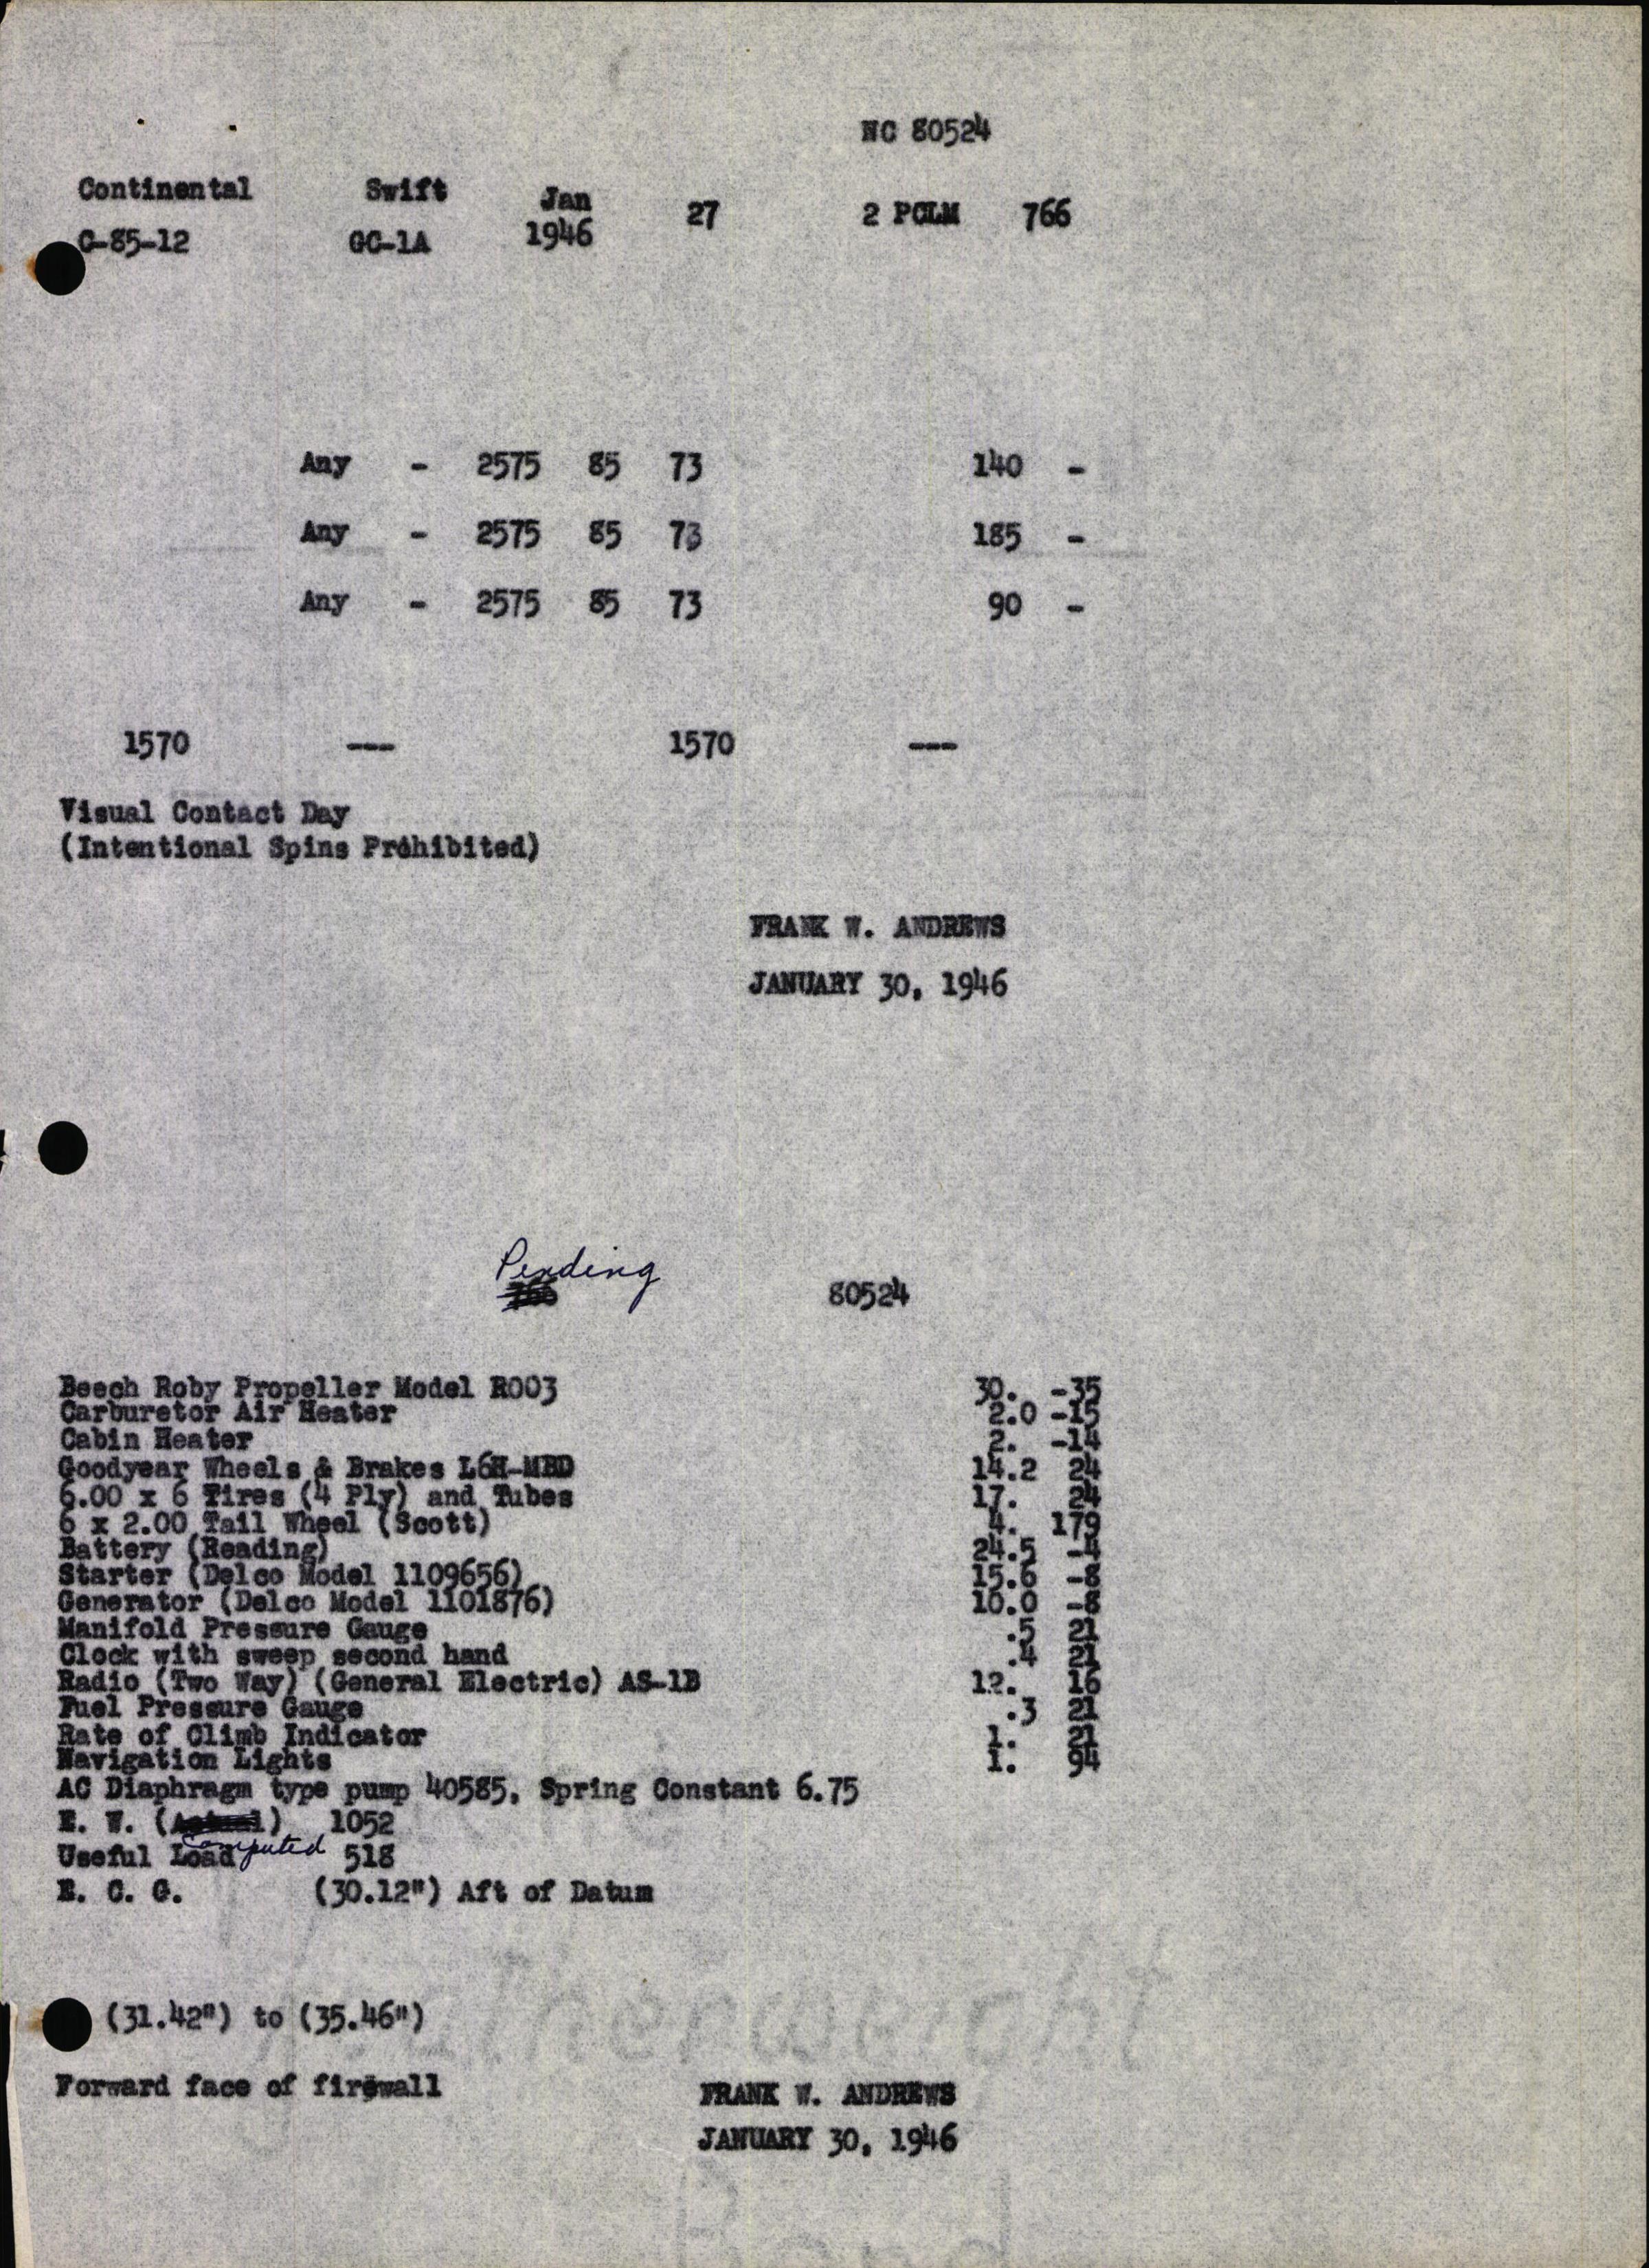 NC 80524
Continental Swift Jan 27 2 PCLM 766
C-85-12 GC-1A 1946
Any - 2575 85 73 140 -
Any - 2575 85 73 185 -
Any - 2575 85 73 90 -
1570 --- 1570 ---
Visual Contact Day
(Intentional Spins Prohibited)
FRANK W. ANDREWS
JANUARY 30, 1946
Pending
766 80524
Beech Roby Propeller Model R003 30. -35
Carburetor Air Heater 2.0 -15
Cabin Heater 2. -14
Goodyear Wheels & Brakes L6H-MBD 14.2 24
6.00 x 6 Tires (4 Ply) and Tubes 17. 24
6 x 2.00 Tail Wheel (Scott) 4. 179
Battery (Reading) 24.5 -4
Starter (Delco Model 1109656) 15.6 -8
Generator (Delco Model 1101876) 10.0 -8
Manifold Pressure Gauge .5 21
Clock with sweep second hand .4 21
Radio (Two Way) (General Electric) AS-1B 12. 16
Fuel Pressure Gauge .3 21
Rate of Climb Indicator 1. 21
Navigation Lights 1. 94
AC Diaphragm type pump 40585, Spring Constant 6.75
E. W. (Actual) 1052
Computed
Useful Load 518
E. C. G. (30.12") Aft of Datum
(31.42") to (35.46")
Forward face of firewall
FRANK W. ANDREWS
JANUARY 30, 1946